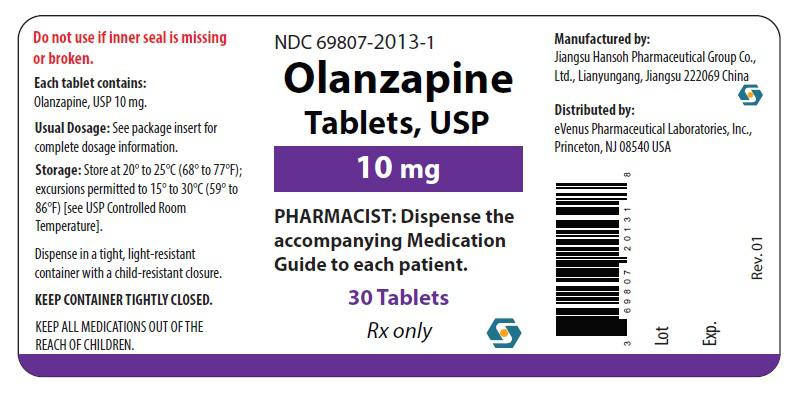 Do not use if inner seal is missing
or broken.
Each tablet contains:
Olanzapine, USP 10 mg.
Usual Dosage: See package insert for
complete dosage information.
Storage: Store at 20° to 25°C (68° to 77°F);
excursions permitted to 15° to 30°C (59° to
86°F) [see USP Controlled Room
Temperature].
Dispense in a tight, light-resistant
container with a child-resistant closure.
KEEP CONTAINER TIGHTLY CLOSED.
KEEP ALL MEDICATIONS OUT OF THE
REACH OF CHILDREN.
NDC 69807-2013-1
Olanzapine
Tablets, USP
10 mg
PHARMACIST: Dispense the
accompanying Medication
Guide to each patient.
30 Tablets
Rx only
Manufactured by:
Jiangsu Hansoh Pharmaceutical Group Co.,
Ltd., Lianyungang, Jiangsu 222069 China
Distributed by:
eVenus Pharmaceutical Laboratories, Inc.,
Princeton, NJ 08540 USA
3 69807 20131 8
Lot
Exp.
Rev. 01